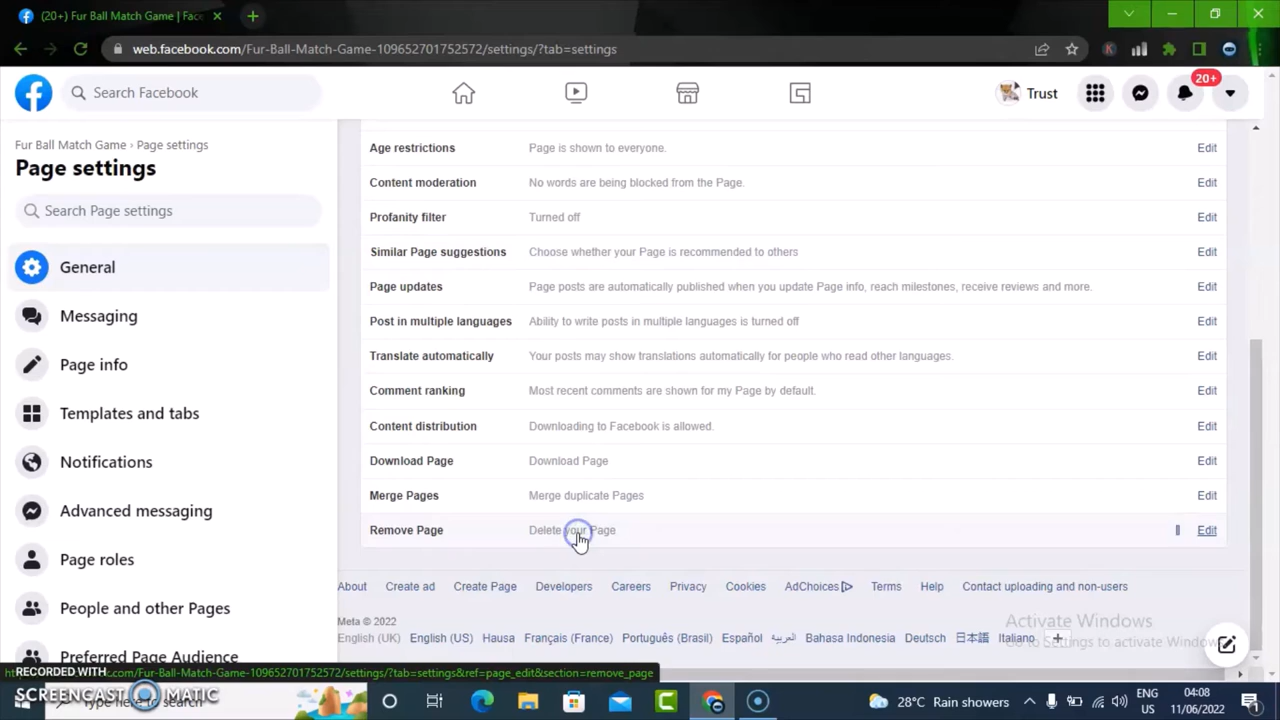 (20+) Fur Ball Match Game | Face
web.facebook.com/Fur-Ball-Match-Game-109652701752572/settings/?tab=settings
Search Facebook
Trust
20+
Fur Ball Match Game › Page settings
Page settings
Search Page settings
General
Messaging
Page info
Templates and tabs
Notifications
Advanced messaging
Page roles
People and other Pages
Preferred Page Audience
Age restrictions Page is shown to everyone. Edit
Content moderation No words are being blocked from the Page. Edit
Profanity filter Turned off Edit
Similar Page suggestions Choose whether your Page is recommended to others Edit
Page updates Page posts are automatically published when you update Page info, reach milestones, receive reviews and more. Edit
Post in multiple languages Ability to write posts in multiple languages is turned off Edit
Translate automatically Your posts may show translations automatically for people who read other languages. Edit
Comment ranking Most recent comments are shown for my Page by default. Edit
Content distribution Downloading to Facebook is allowed. Edit
Download Page Download Page Edit
Merge Pages Merge duplicate Pages Edit
Remove Page Delete your Page Edit
About Create ad Create Page Developers Careers Privacy Cookies AdChoices Terms Help Contact uploading and non-users
Meta © 2022
English (UK) English (US) Hausa Français (France) Português (Brasil) Español العربية Bahasa Indonesia Deutsch 日本語 Italiano
Activate Windows
Go to Settings to activate Windows.
.com/Fur-Ball-Match-Game-109652701752572/settings/?tab=settings&ref=page_edit&section=remove_page
RECORDED WITH
SCREENCAST MATIC
Type here to search
28°C Rain showers
ENG
US
04:08
11/06/2022
1